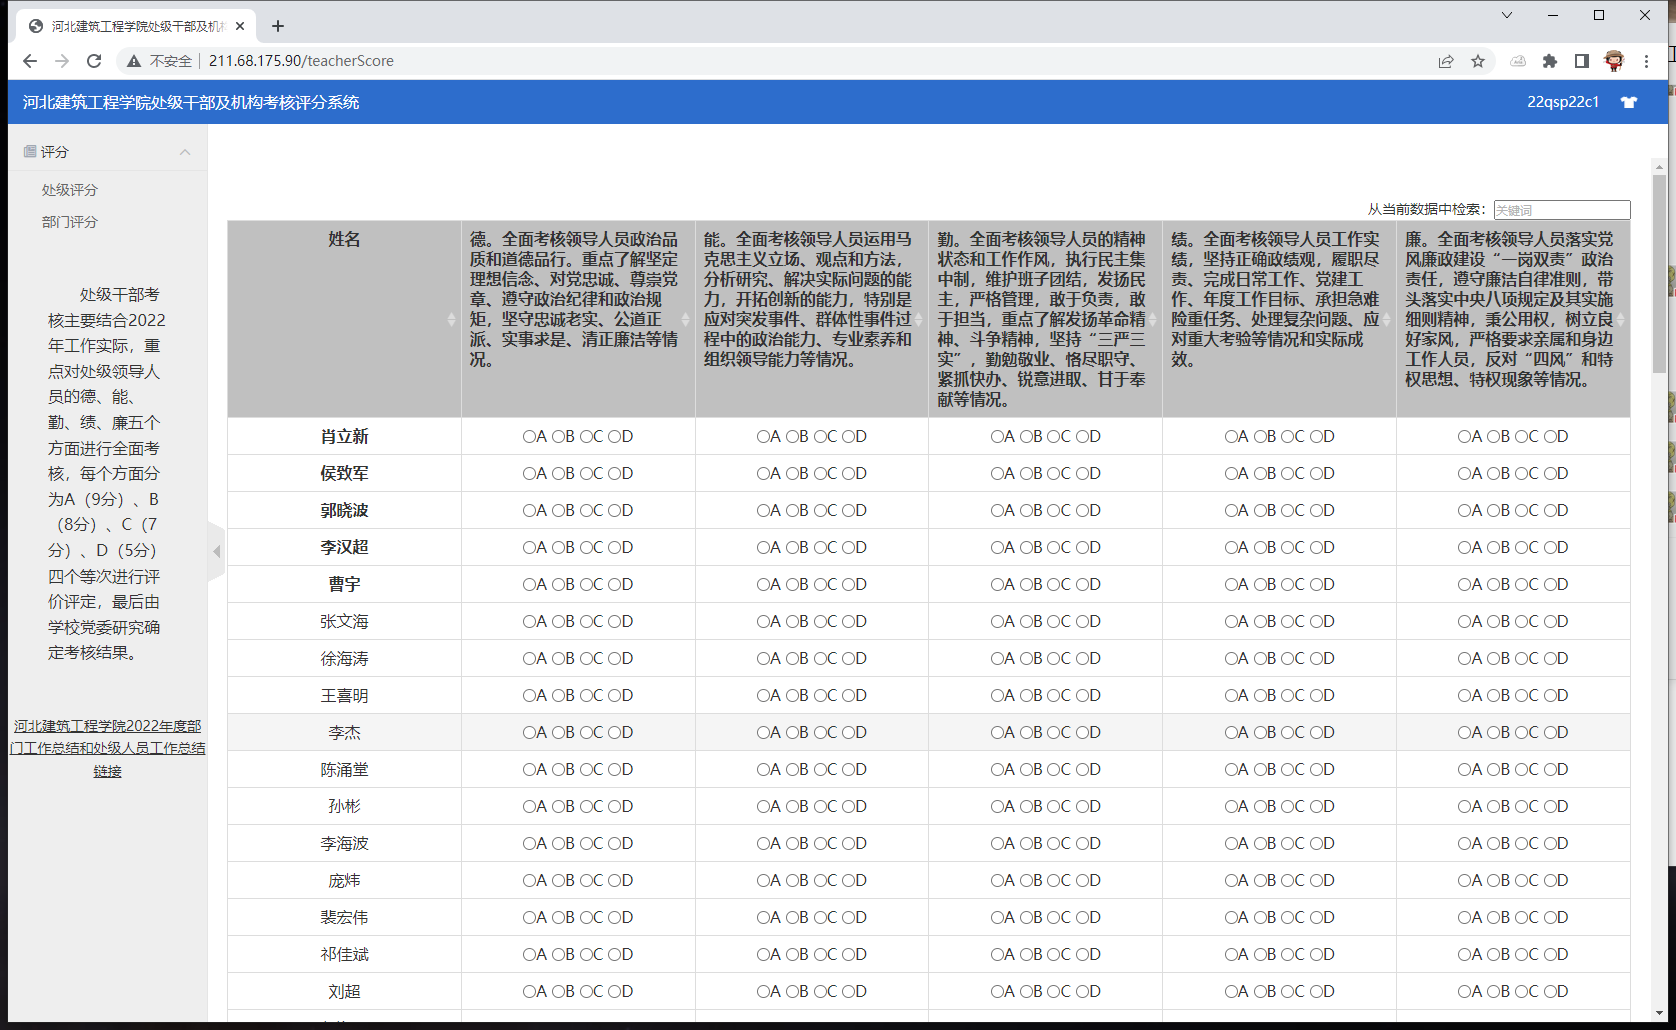 河北建筑工程学院处级干部及机
不安全
211.68.175.90/teacherScore
河北建筑工程学院处级干部及机构考核评分系统
22qsp22c1
评分
处级评分
部门评分
处级干部考
核主要结合2022
年工作实际，重
点对处级领导人
员的德、能、
勤、绩、廉五个
方面进行全面考
核，每个方面分
为A（9分）、B
（8分）、C（7
分）、D（5分）
四个等次进行评
价评定，最后由
学校党委研究确
定考核结果。
河北建筑工程学院2022年度部
门工作总结和处级人员工作总结
链接
从当前数据中检索：
关键词
姓名
德。全面考核领导人员政治品
质和道德品行。重点了解坚定
理想信念、对党忠诚、尊崇党
章、遵守政治纪律和政治规
矩，坚守忠诚老实、公道正
派、实事求是、清正廉洁等情
况。
能。全面考核领导人员运用马
克思主义立场、观点和方法，
分析研究、解决实际问题的能
力，开拓创新的能力，特别是
应对突发事件、群体性事件过
程中的政治能力、专业素养和
组织领导能力等情况。
勤。全面考核领导人员的精神
状态和工作作风，执行民主集
中制，维护班子团结，发扬民
主，严格管理，敢于负责，敢
于担当，重点了解发扬革命精
神、斗争精神，坚持“三严三
实”，勤勉敬业、恪尽职守、
紧抓快办、锐意进取、甘于奉
献等情况。
绩。全面考核领导人员工作实
绩，坚持正确政绩观，履职尽
责、完成日常工作、党建工
作、年度工作目标、承担急难
险重任务、处理复杂问题、应
对重大考验等情况和实际成
效。
廉。全面考核领导人员落实党
风廉政建设“一岗双责”政治
责任，遵守廉洁自律准则，带
头落实中央八项规定及其实施
细则精神，秉公用权，树立良
好家风，严格要求亲属和身边
工作人员，反对“四风”和特
权思想、特权现象等情况。
肖立新 A B C D A B C D A B C D A B C D A B C D
侯致军 A B C D A B C D A B C D A B C D A B C D
郭晓波 A B C D A B C D A B C D A B C D A B C D
李汉超 A B C D A B C D A B C D A B C D A B C D
曹宇 A B C D A B C D A B C D A B C D A B C D
张文海 A B C D A B C D A B C D A B C D A B C D
徐海涛 A B C D A B C D A B C D A B C D A B C D
王喜明 A B C D A B C D A B C D A B C D A B C D
李杰 A B C D A B C D A B C D A B C D A B C D
陈涌堂 A B C D A B C D A B C D A B C D A B C D
孙彬 A B C D A B C D A B C D A B C D A B C D
李海波 A B C D A B C D A B C D A B C D A B C D
庞炜 A B C D A B C D A B C D A B C D A B C D
裴宏伟 A B C D A B C D A B C D A B C D A B C D
祁佳斌 A B C D A B C D A B C D A B C D A B C D
刘超 A B C D A B C D A B C D A B C D A B C D